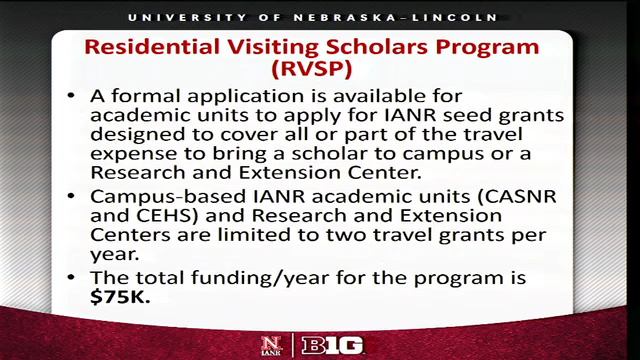 UNIVERSITY OF NEBRASKA–LINCOLN
Residential Visiting Scholars Program
(RVSP)
• A formal application is available for
academic units to apply for IANR seed grants
designed to cover all or part of the travel
expense to bring a scholar to campus or a
Research and Extension Center.
• Campus-based IANR academic units (CASNR
and CEHS) and Research and Extension
Centers are limited to two travel grants per
year.
• The total funding/year for the program is
$75K.
N
IANR
B1G